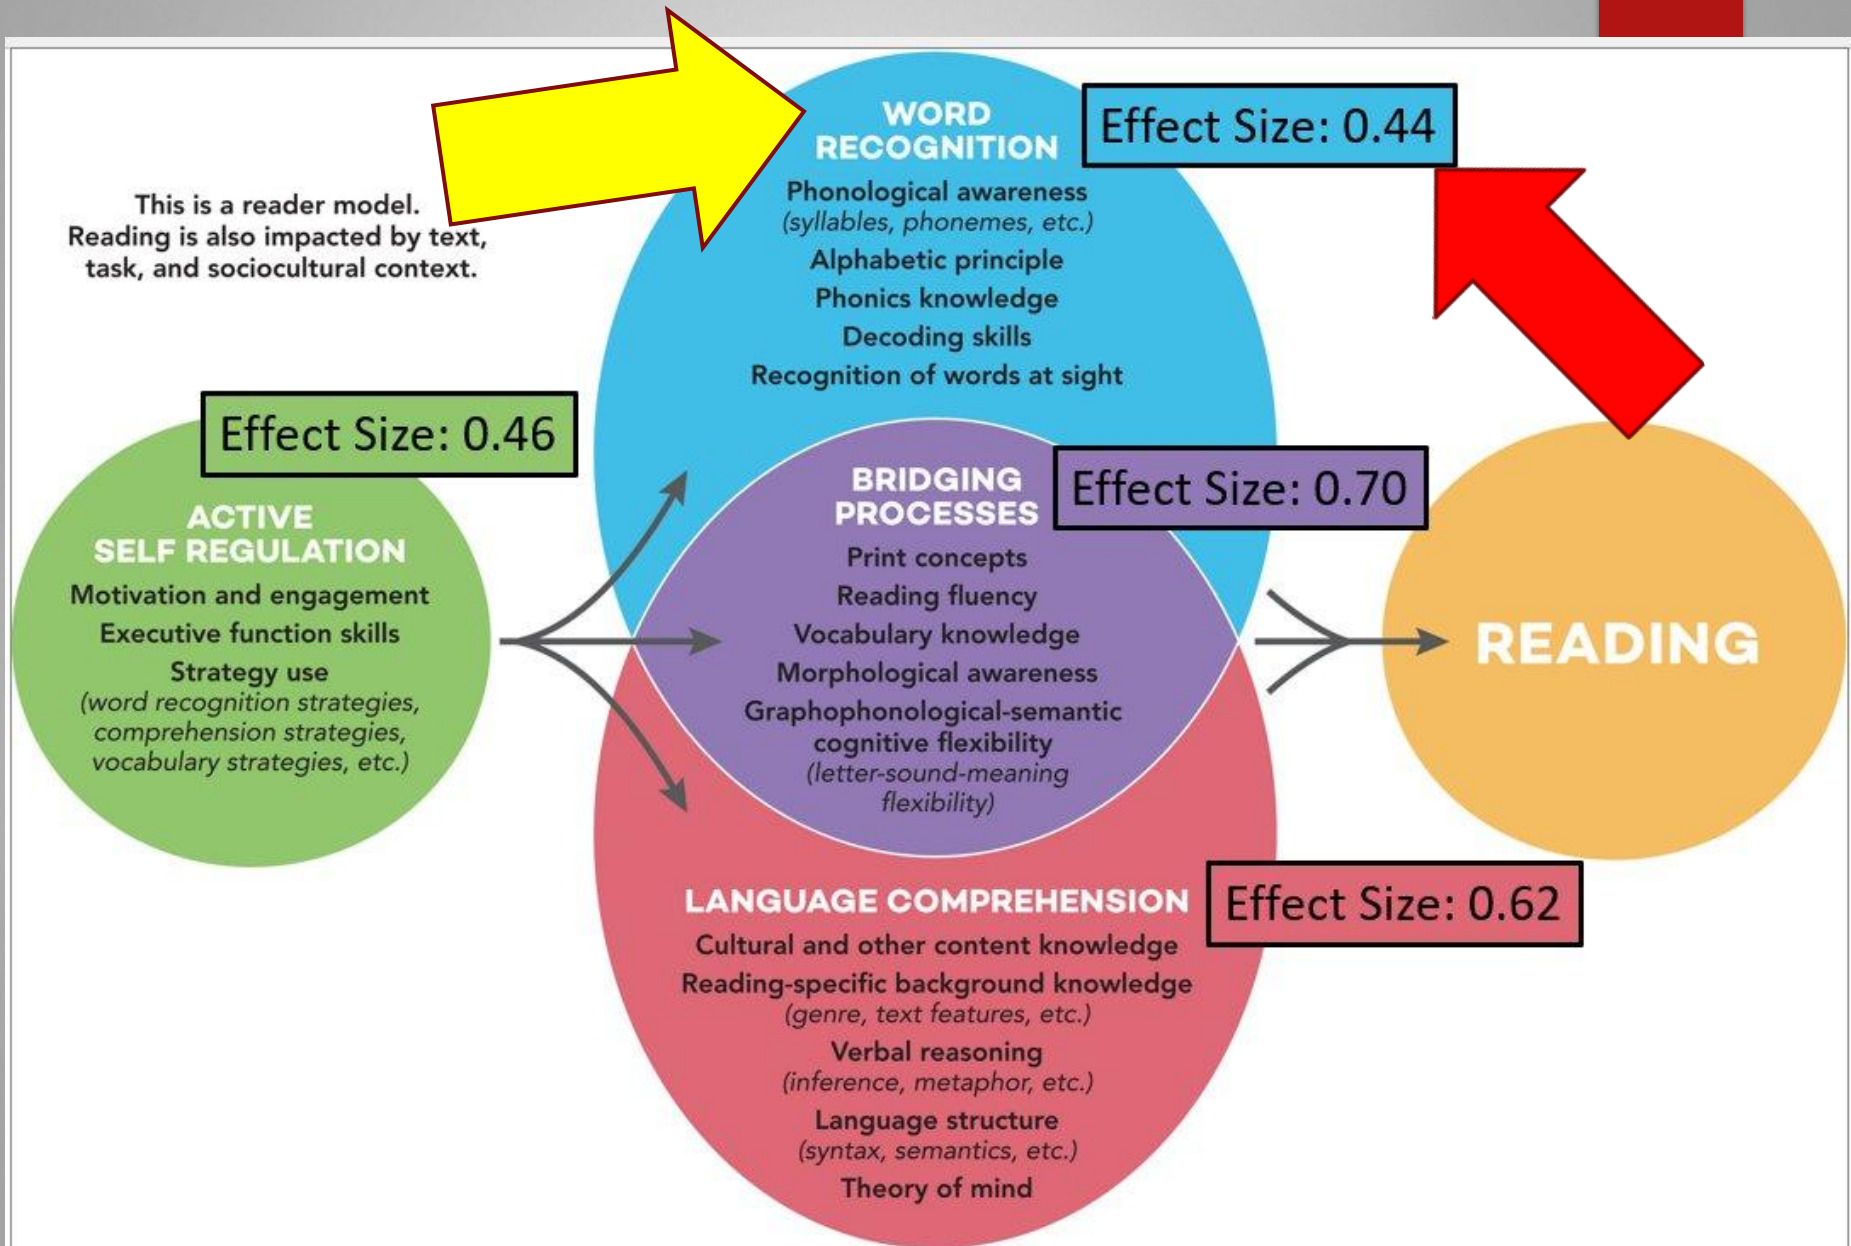 This is a reader model.
Reading is also impacted by text,
task, and sociocultural context.
WORD
RECOGNITION
Effect Size: 0.44
Phonological awareness
(syllables, phonemes, etc.)
Alphabetic principle
Phonics knowledge
Decoding skills
Recognition of words at sight
Effect Size: 0.46
ACTIVE
SELF REGULATION
Motivation and engagement
Executive function skills
Strategy use
(word recognition strategies,
comprehension strategies,
vocabulary strategies, etc.)
BRIDGING
PROCESSES
Effect Size: 0.70
Print concepts
Reading fluency
Vocabulary knowledge
Morphological awareness
Graphophonological-semantic
cognitive flexibility
(letter-sound-meaning
flexibility)
READING
LANGUAGE COMPREHENSION
Effect Size: 0.62
Cultural and other content knowledge
Reading-specific background knowledge
(genre, text features, etc.)
Verbal reasoning
(inference, metaphor, etc.)
Language structure
(syntax, semantics, etc.)
Theory of mind